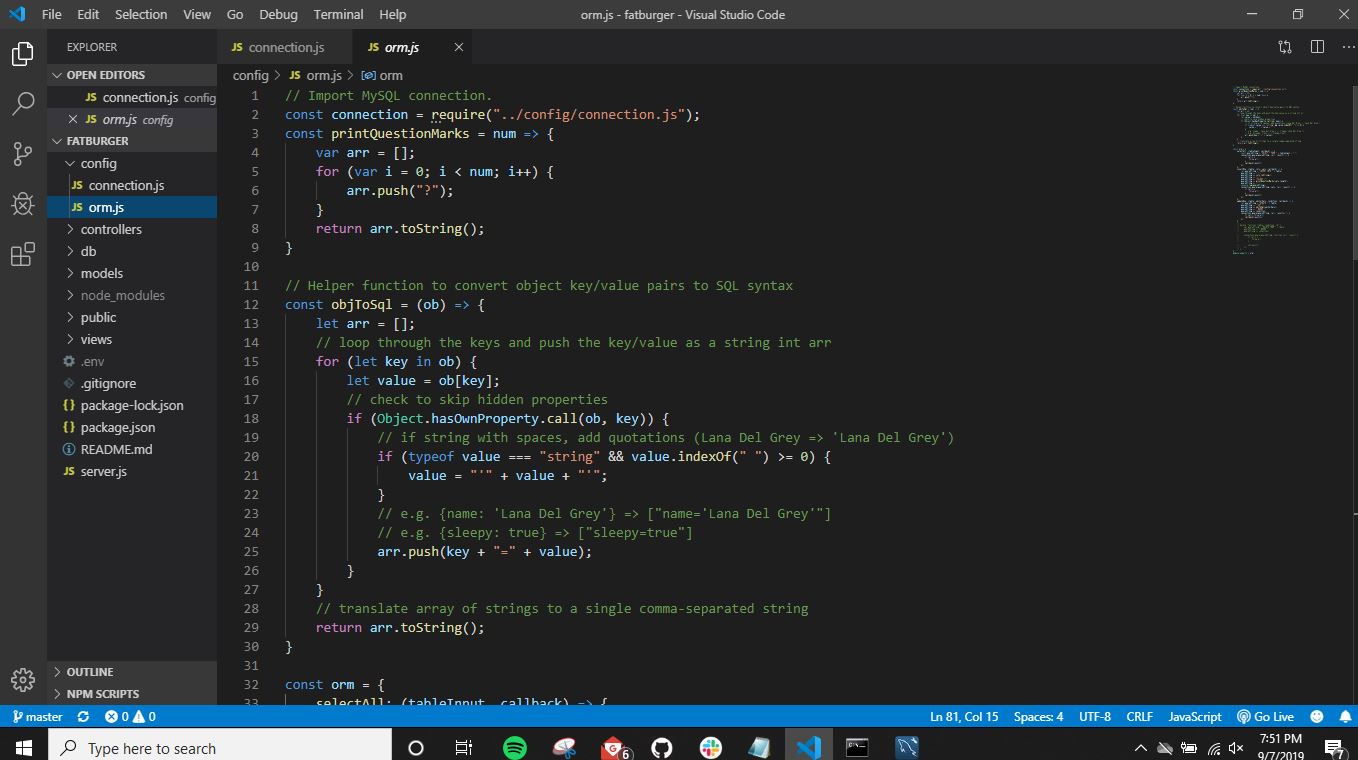 File Edit Selection View Go Debug Terminal Help
orm.js - fatburger - Visual Studio Code
EXPLORER
OPEN EDITORS
JS connection.js config
JS orm.js config
FATBURGER
config
JS connection.js
JS orm.js
controllers
db
models
node_modules
public
views
.env
.gitignore
{} package-lock.json
{} package.json
README.md
JS server.js
OUTLINE
NPM SCRIPTS
JS connection.js
JS orm.js
config > JS orm.js > orm
1 // Import MySQL connection.
2 const connection = require("../config/connection.js");
3 const printQuestionMarks = num => {
4 var arr = [];
5 for (var i = 0; i < num; i++) {
6 arr.push("?");
7 }
8 return arr.toString();
9 }
10
11 // Helper function to convert object key/value pairs to SQL syntax
12 const objToSql = (ob) => {
13 let arr = [];
14 // loop through the keys and push the key/value as a string int arr
15 for (let key in ob) {
16 let value = ob[key];
17 // check to skip hidden properties
18 if (Object.hasOwnProperty.call(ob, key)) {
19 // if string with spaces, add quotations (Lana Del Grey => 'Lana Del Grey')
20 if (typeof value === "string" && value.indexOf(" ") >= 0) {
21 value = "'" + value + "'";
22 }
23 // e.g. {name: 'Lana Del Grey'} => ["name='Lana Del Grey'"]
24 // e.g. {sleepy: true} => ["sleepy=true"]
25 arr.push(key + "=" + value);
26 }
27 }
28 // translate array of strings to a single comma-separated string
29 return arr.toString();
30 }
31
32 const orm = {
33 selectAll: (tableInput, callback) => {
master 0 0
Ln 81, Col 15 Spaces: 4 UTF-8 CRLF JavaScript Go Live
Type here to search
6
7:51 PM
9/7/2019
7